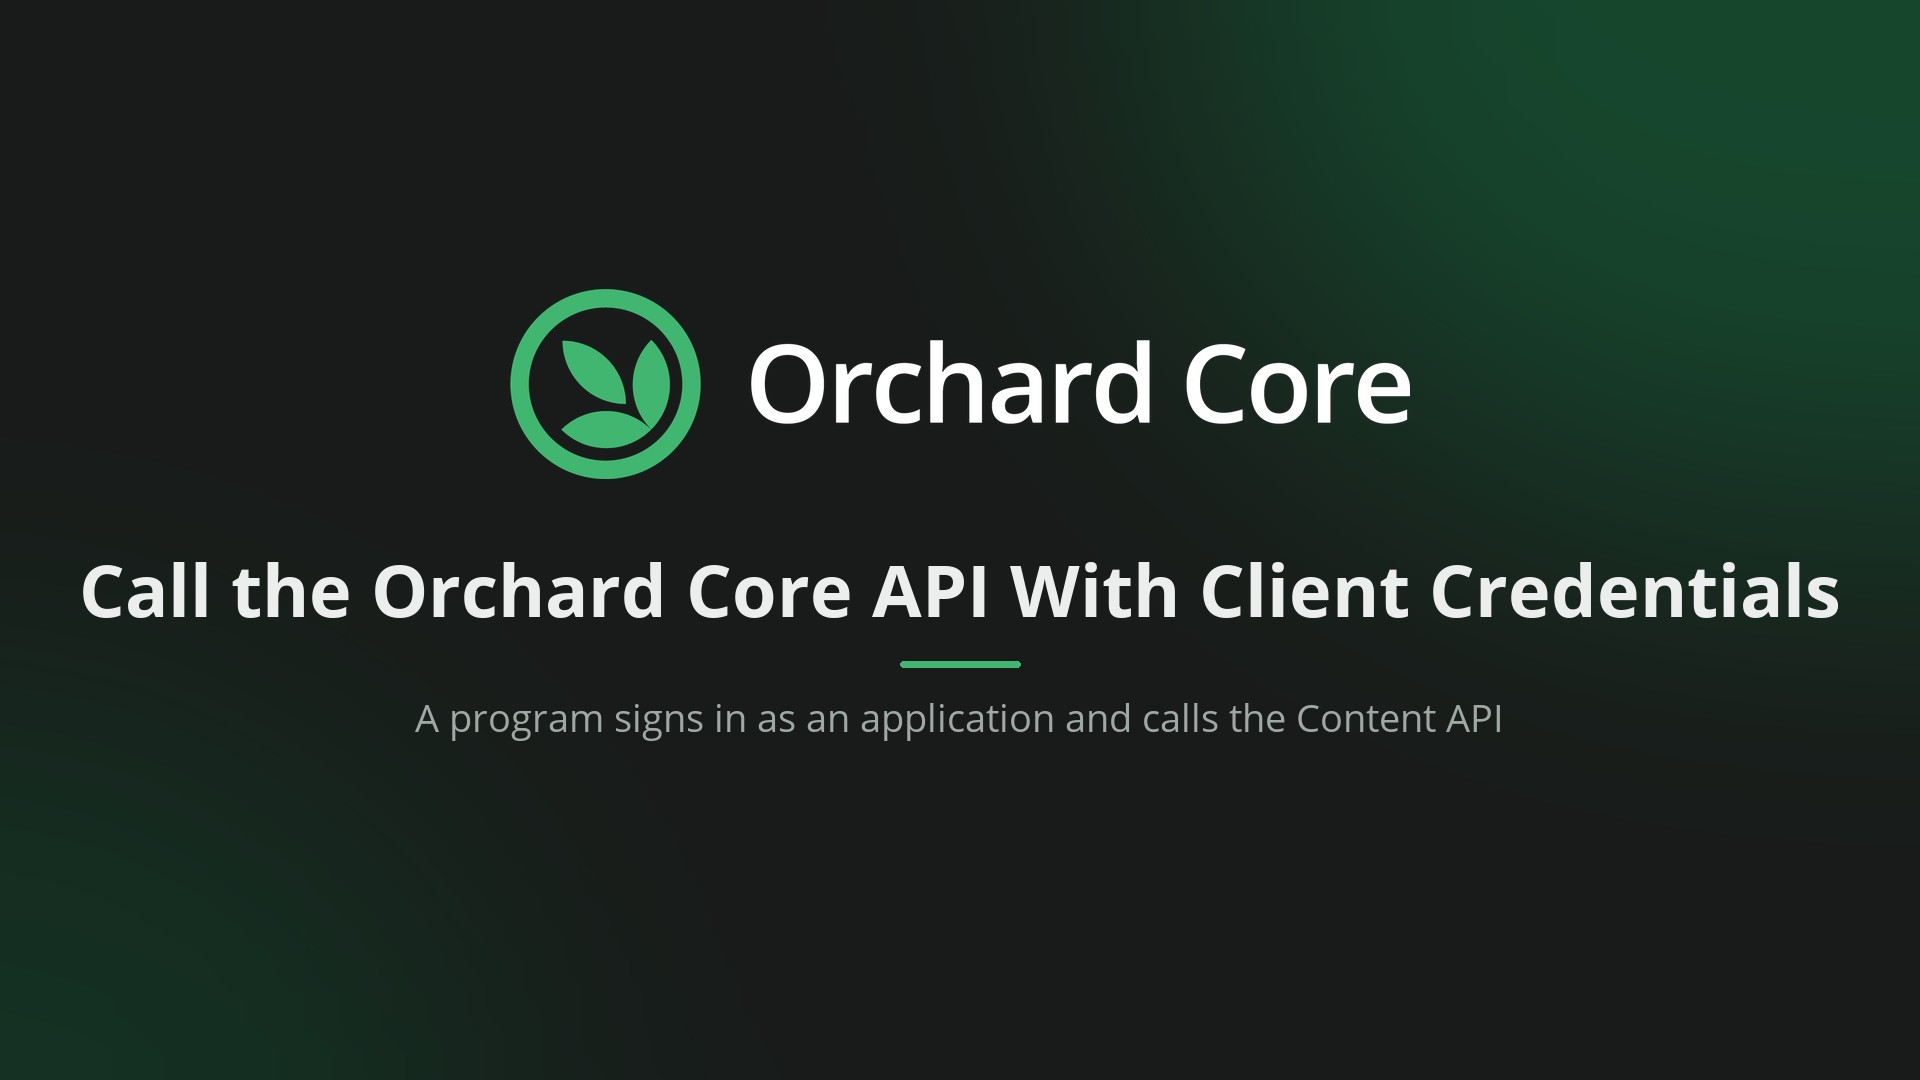 Orchard Core
Call the Orchard Core API With Client Credentials
A program signs in as an application and calls the Content API